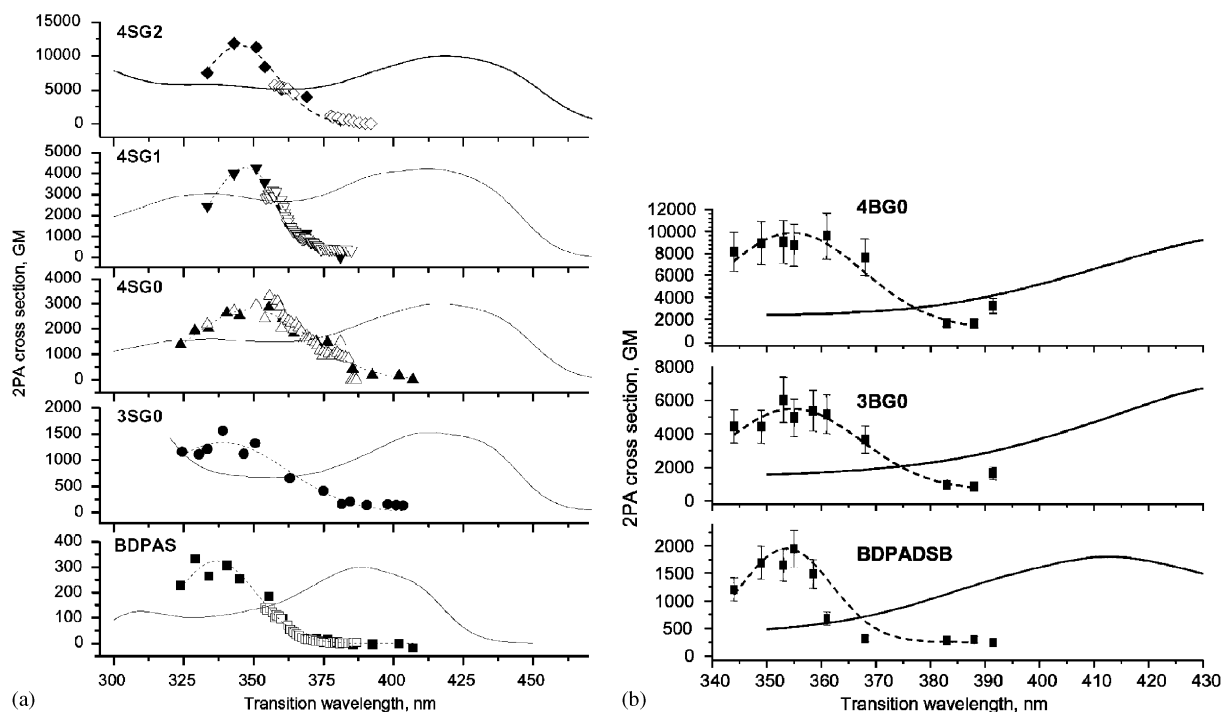 4SG2
15000
10000
5000
0
4SG1
5000
4000
3000
2000
1000
0
4SG0
4000
3000
2000
1000
0
3SG0
2000
1500
1000
500
0
BDPAS
400
300
200
100
0
2PA cross section, GM
300 325 350 375 400 425 450
Transition wavelength, nm
(a)
4BG0
12000
10000
8000
6000
4000
2000
0
3BG0
8000
6000
4000
2000
0
BDPADSB
2000
1500
1000
500
0
2PA cross section, GM
340 350 360 370 380 390 400 410 420 430
Transition wavelength, nm
(b)